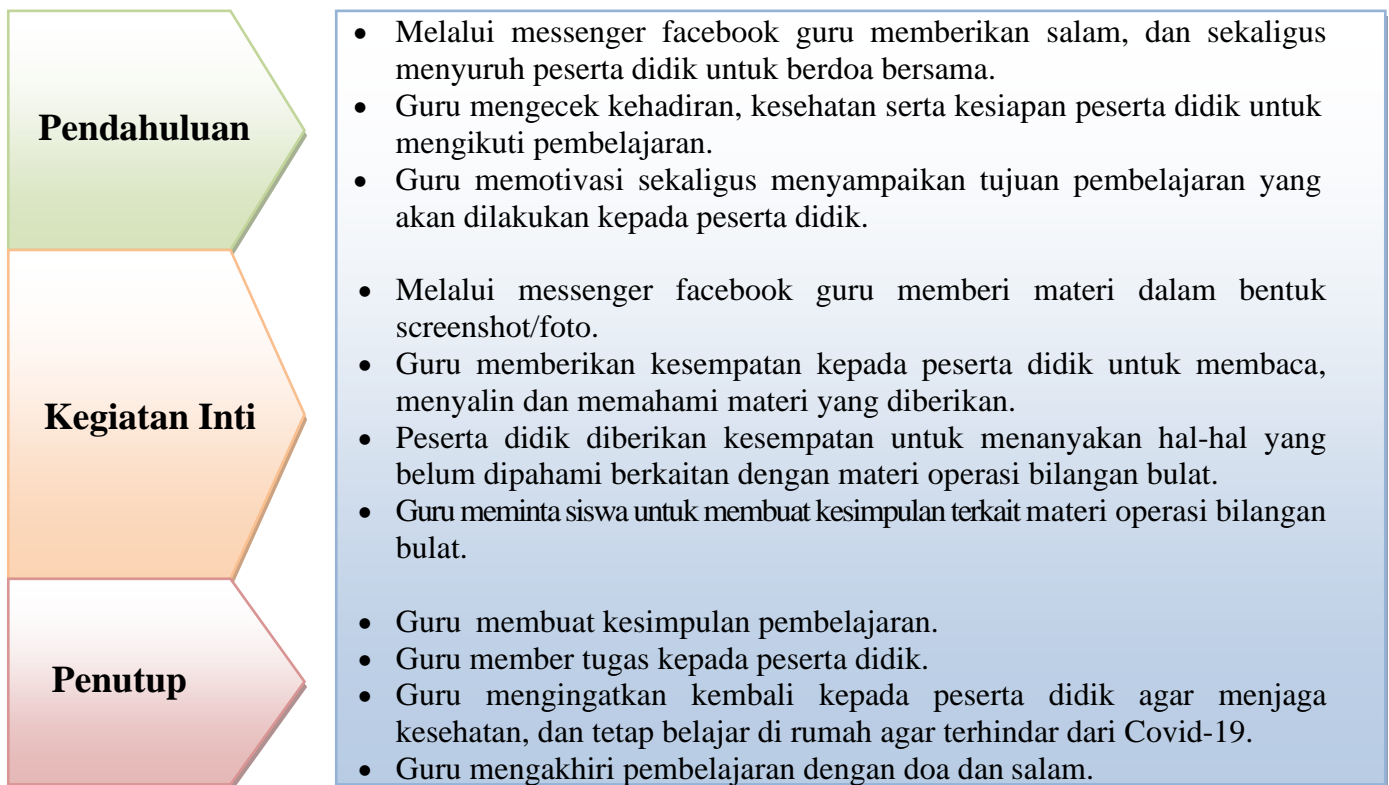 Pendahuluan
• Melalui messenger facebook guru memberikan salam, dan sekaligus
menyuruh peserta didik untuk berdoa bersama.
• Guru mengecek kehadiran, kesehatan serta kesiapan peserta didik untuk
mengikuti pembelajaran.
• Guru memotivasi sekaligus menyampaikan tujuan pembelajaran yang
akan dilakukan kepada peserta didik.
Kegiatan Inti
• Melalui messenger facebook guru memberi materi dalam bentuk
screenshot/foto.
• Guru memberikan kesempatan kepada peserta didik untuk membaca,
menyalin dan memahami materi yang diberikan.
• Peserta didik diberikan kesempatan untuk menanyakan hal-hal yang
belum dipahami berkaitan dengan materi operasi bilangan bulat.
• Guru meminta siswa untuk membuat kesimpulan terkait materi operasi bilangan
bulat.
Penutup
• Guru membuat kesimpulan pembelajaran.
• Guru member tugas kepada peserta didik.
• Guru mengingatkan kembali kepada peserta didik agar menjaga
kesehatan, dan tetap belajar di rumah agar terhindar dari Covid-19.
• Guru mengakhiri pembelajaran dengan doa dan salam.